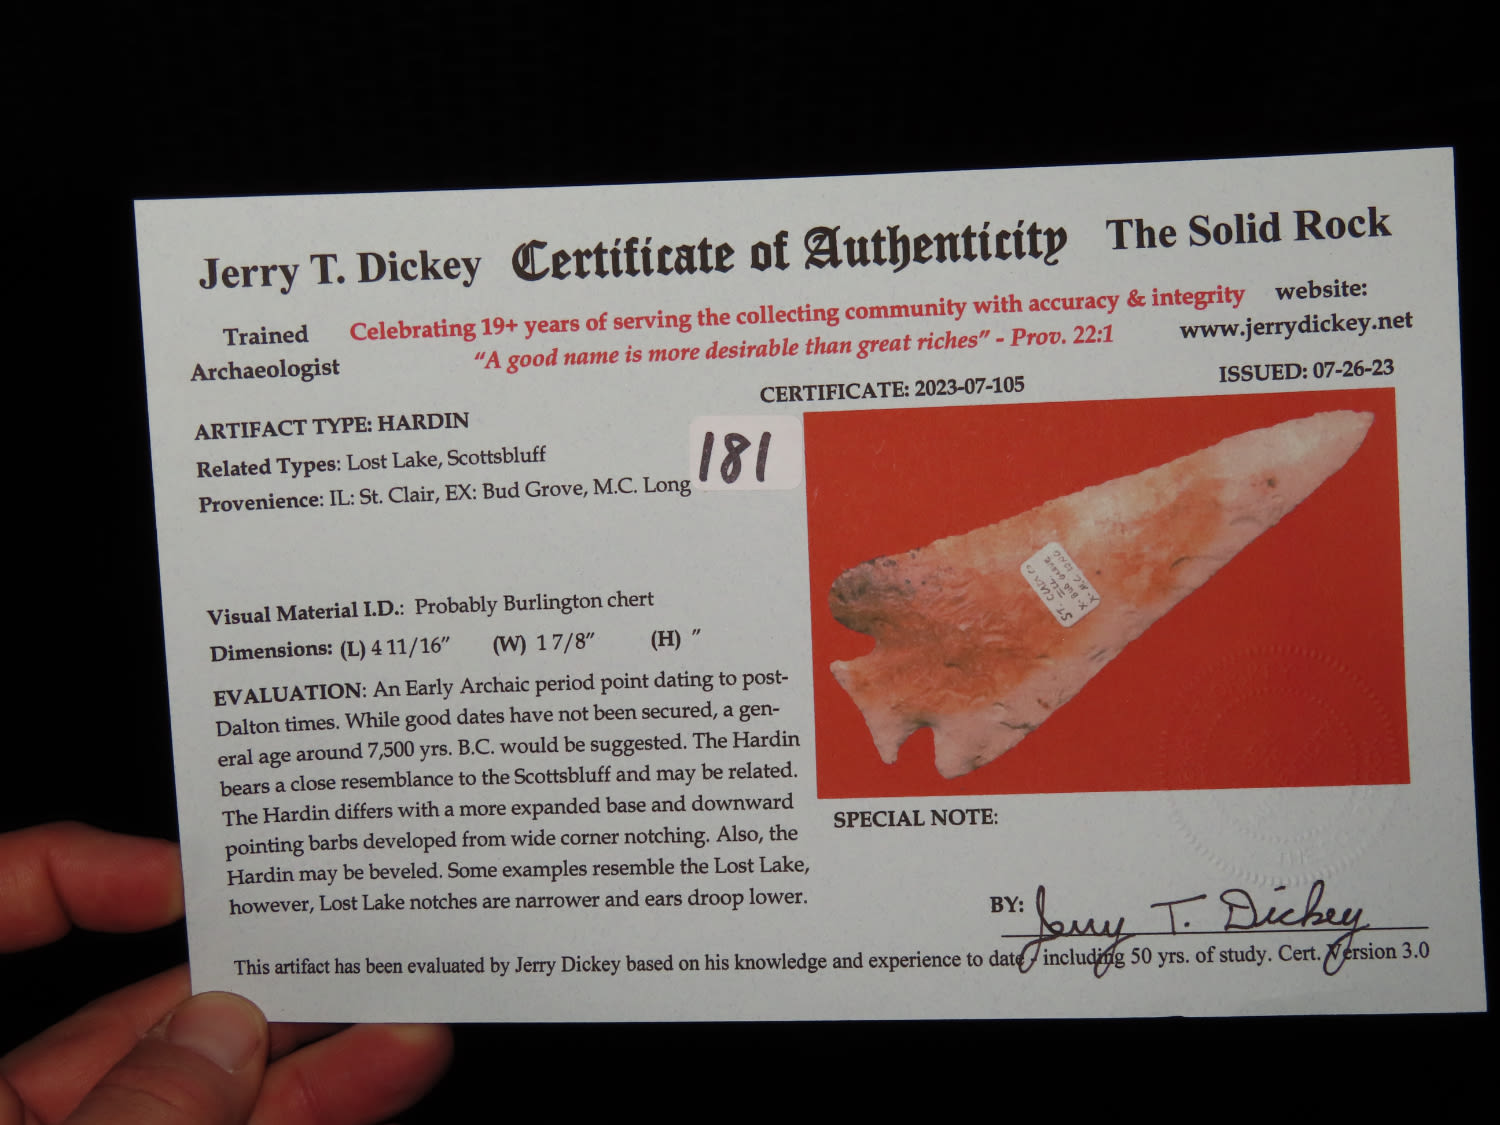 Jerry T. Dickey Certificate of Authenticity The Solid Rock
Trained Archaeologist
Celebrating 19+ years of serving the collecting community with accuracy & integrity
"A good name is more desirable than great riches" - Prov. 22:1
website:
www.jerrydickey.net
CERTIFICATE: 2023-07-105
ISSUED: 07-26-23
ARTIFACT TYPE: HARDIN
Related Types: Lost Lake, Scottsbluff
Provenience: IL: St. Clair, EX: Bud Grove, M.C. Long
181
ST. CLAIR CO
ILL
X-BUD GROVE
X-M.C LONG
Visual Material I.D.: Probably Burlington chert
Dimensions: (L) 4 11/16" (W) 1 7/8" (H) "
EVALUATION: An Early Archaic period point dating to post-
Dalton times. While good dates have not been secured, a gen-
eral age around 7,500 yrs. B.C. would be suggested. The Hardin
bears a close resemblance to the Scottsbluff and may be related.
The Hardin differs with a more expanded base and downward
pointing barbs developed from wide corner notching. Also, the
Hardin may be beveled. Some examples resemble the Lost Lake,
however, Lost Lake notches are narrower and ears droop lower.
SPECIAL NOTE:
BY: Jerry T. Dickey
This artifact has been evaluated by Jerry Dickey based on his knowledge and experience to date - including 50 yrs. of study. Cert. Version 3.0